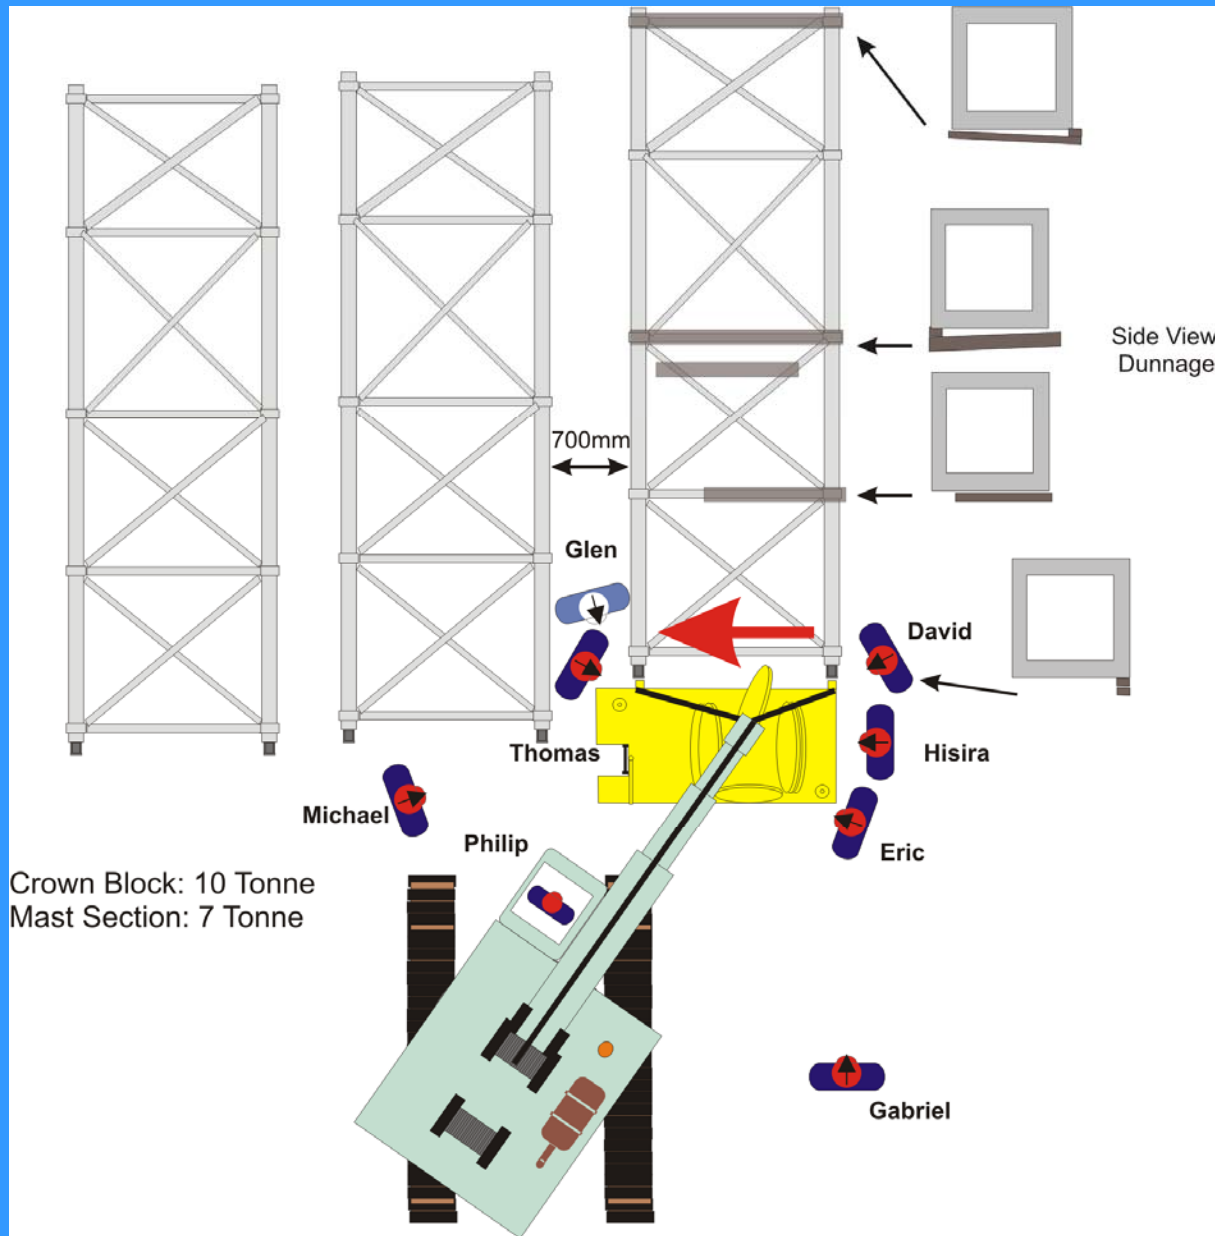 Side View
Dunnage
700mm
Glen
David
Thomas
Hisira
Michael
Philip
Eric
Crown Block: 10 Tonne
Mast Section: 7 Tonne
Gabriel